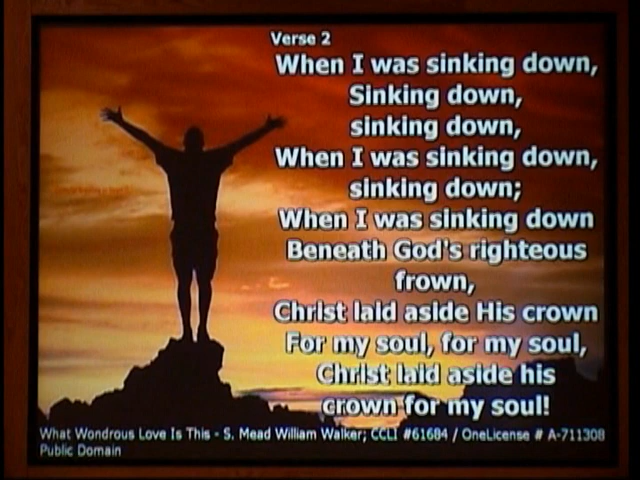 Verse 2
When I was sinking down,
Sinking down,
sinking down,
When I was sinking down,
sinking down;
When I was sinking down
Beneath God's righteous
frown,
Christ laid aside His crown
For my soul, for my soul,
Christ laid aside his
crown for my soul!
What Wondrous Love Is This - S. Mead William Walker; CCLI #61684 / OneLicense # A-711308
Public Domain